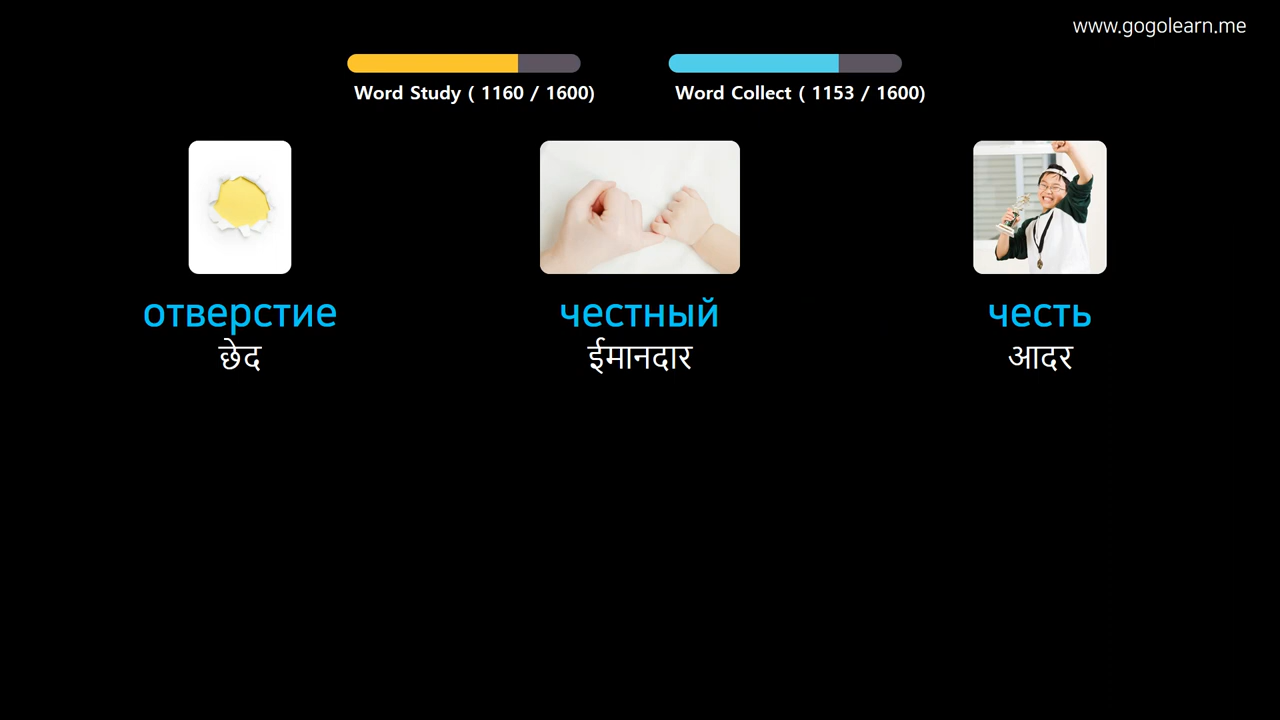 www.gogolearn.me
Word Study ( 1160 / 1600)
Word Collect ( 1153 / 1600)
отверстие
छेद
честный
ईमानदार
честь
आदर